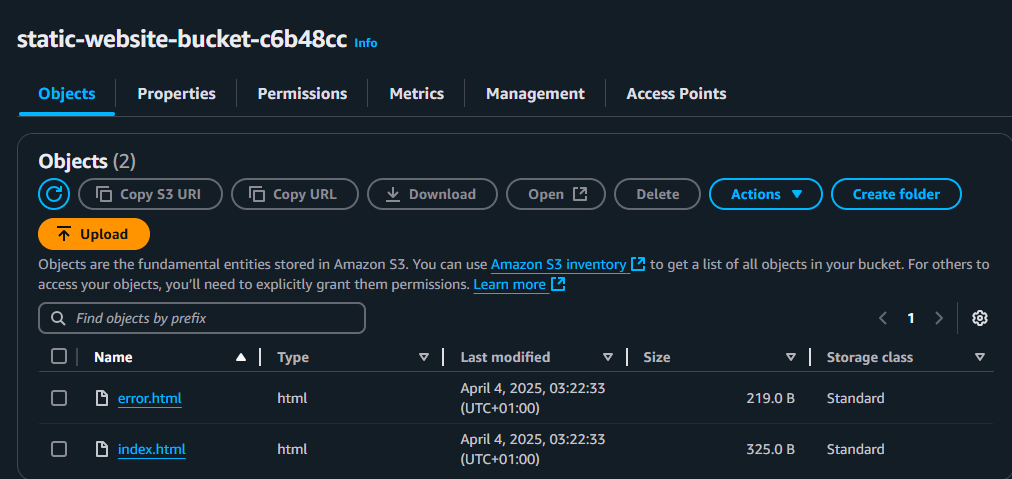 static-website-bucket-c6b48cc Info
Objects Properties Permissions Metrics Management Access Points
Objects (2)
Copy S3 URI Copy URL Download Open Delete Actions Create folder
Upload
Objects are the fundamental entities stored in Amazon S3. You can use Amazon S3 inventory to get a list of all objects in your bucket. For others to
access your objects, you'll need to explicitly grant them permissions. Learn more
Find objects by prefix 1
Name Type Last modified Size Storage class
error.html html April 4, 2025, 03:22:33 (UTC+01:00) 219.0 B Standard
index.html html April 4, 2025, 03:22:33 (UTC+01:00) 325.0 B Standard